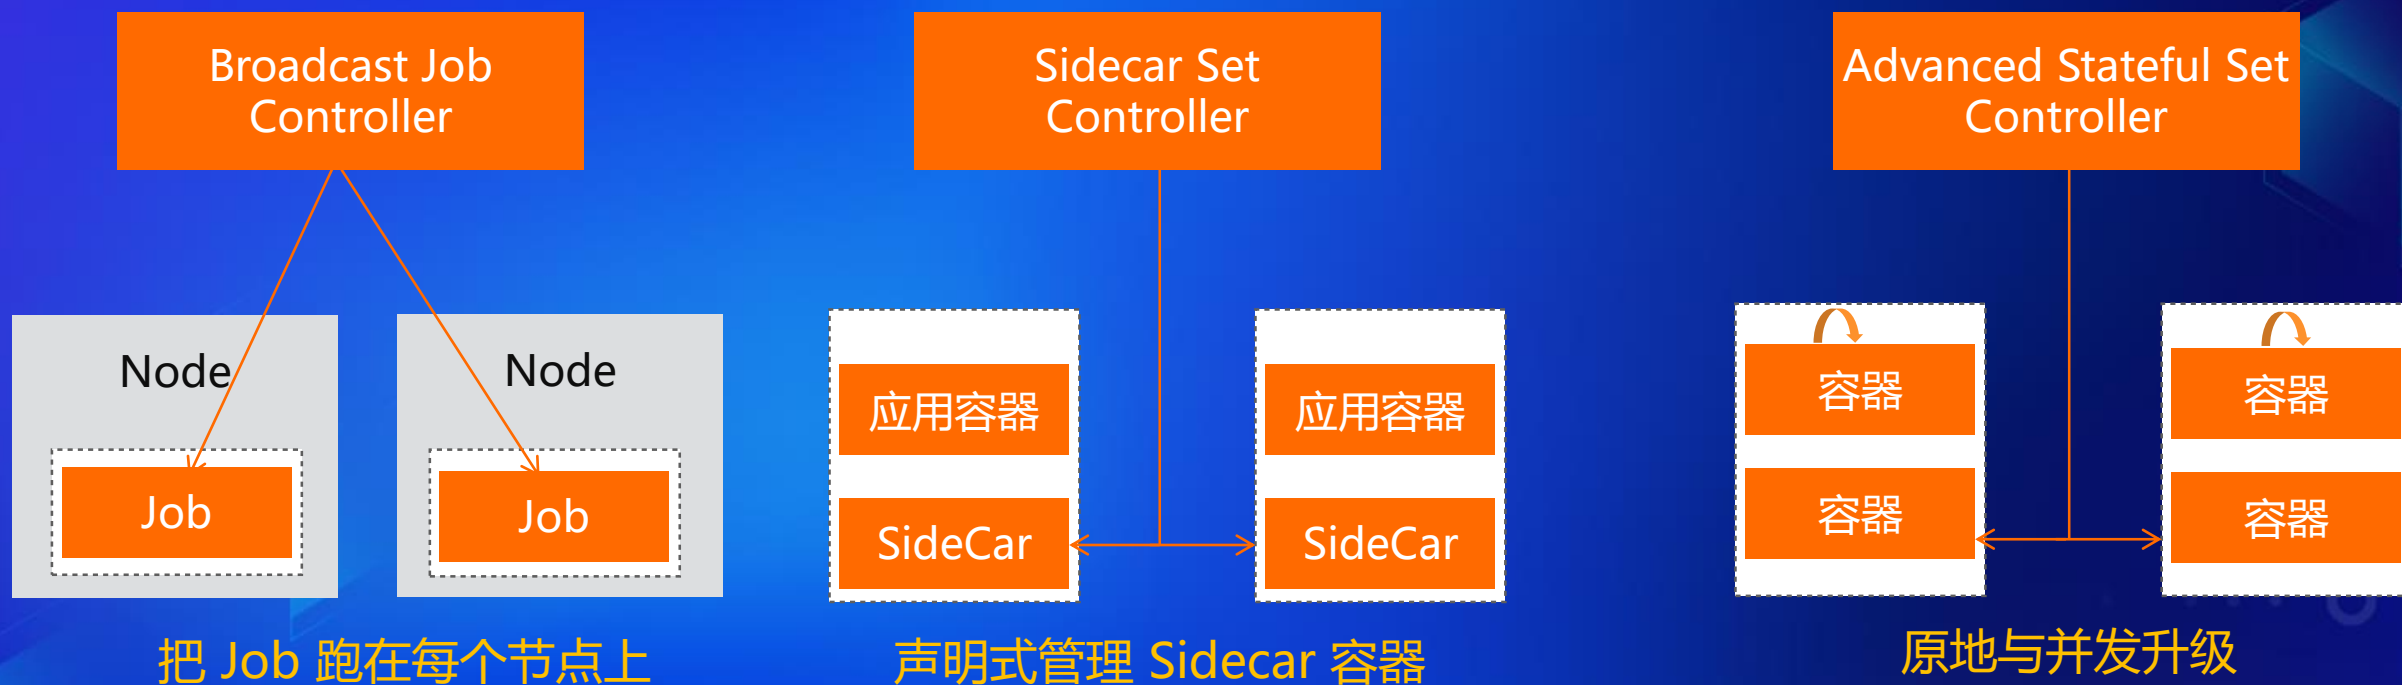 Broadcast Job
Controller
Sidecar Set
Controller
Advanced Stateful Set
Controller
Node
Node
Job
Job
应用容器
SideCar
应用容器
SideCar
容器
容器
容器
容器
把 Job 跑在每个节点上
声明式管理 Sidecar 容器
原地与并发升级